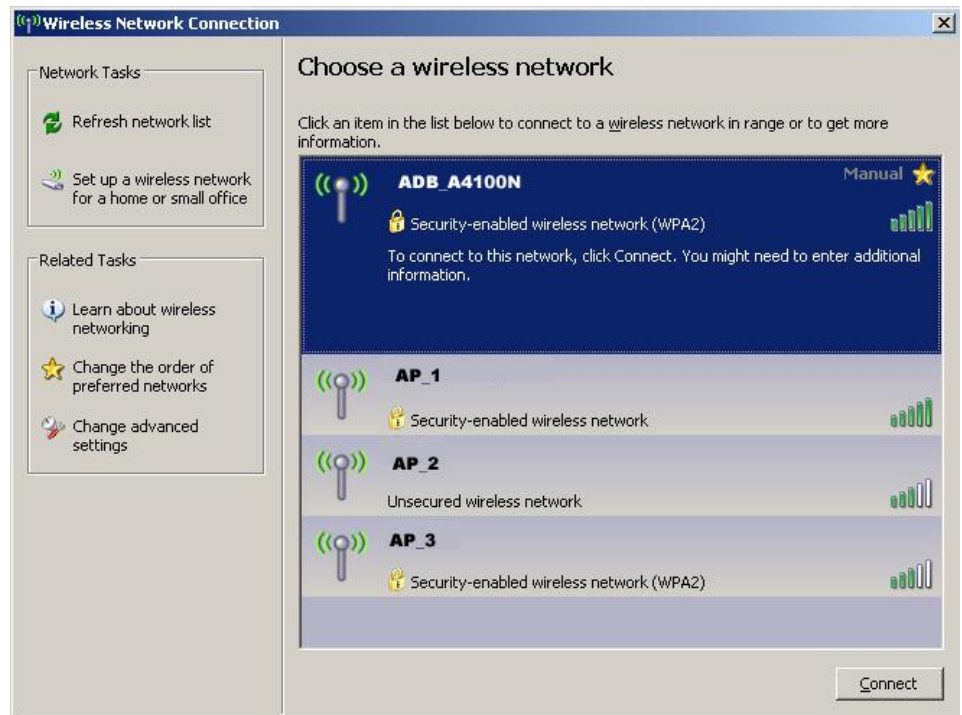 Wireless Network Connection
Network Tasks
Refresh network list
Set up a wireless network
for a home or small office
Related Tasks
Learn about wireless
networking
Change the order of
preferred networks
Change advanced
settings
Choose a wireless network
Click an item in the list below to connect to a wireless network in range or to get more
information.
ADB_A4100N
Manual
Security-enabled wireless network (WPA2)
To connect to this network, click Connect. You might need to enter additional
information.
AP_1
Security-enabled wireless network
AP_2
Unsecured wireless network
AP_3
Security-enabled wireless network (WPA2)
Connect